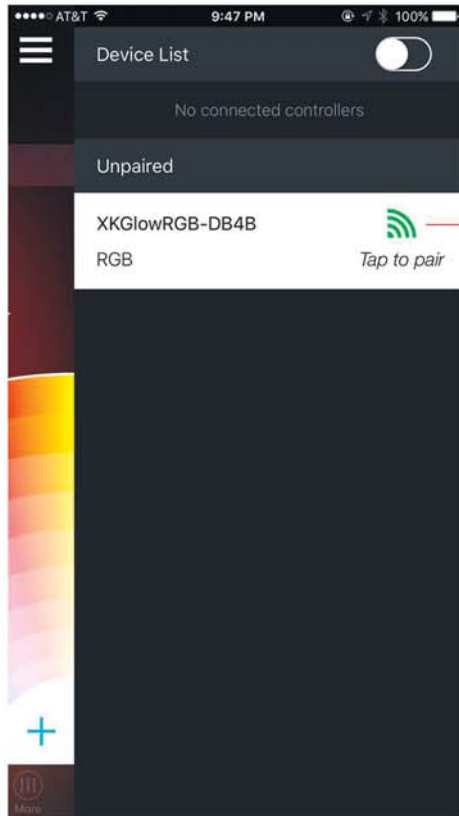 AT&T 9:47 PM 100%
Device List
No connected controllers
Unpaired
XKGlowRGB-DB4B
RGB Tap to pair
More